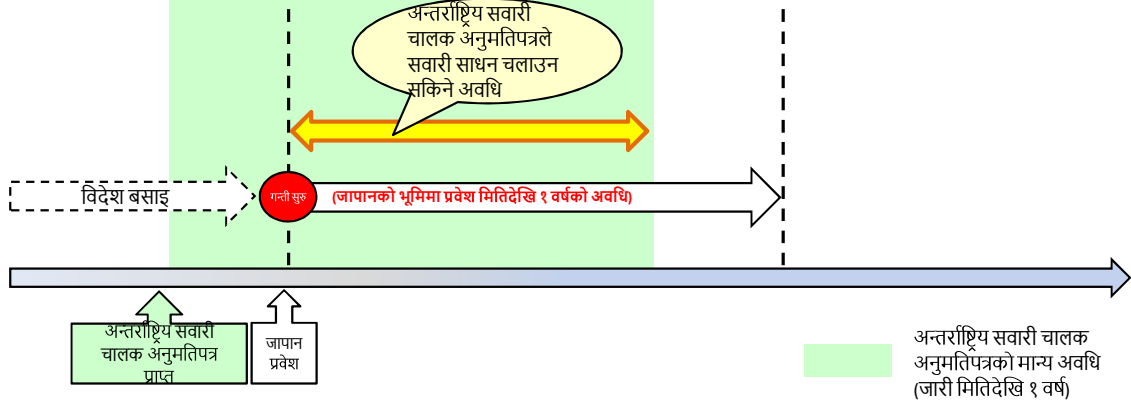 अन्तर्राष्ट्रिय सवारी
चालक अनुमतिपत्रले
सवारी साधन चलाउन
सकिने अवधि
विदेश बसाइ
गन्ती सुरु
(जापानको भूमिमा प्रवेश मितिदेखि १ वर्षको अवधि)
अन्तर्राष्ट्रिय सवारी
चालक अनुमतिपत्र
प्राप्त
जापान
प्रवेश
अन्तर्राष्ट्रिय सवारी चालक
अनुमतिपत्रको मान्य अवधि
(जारी मितिदेखि १ वर्ष)